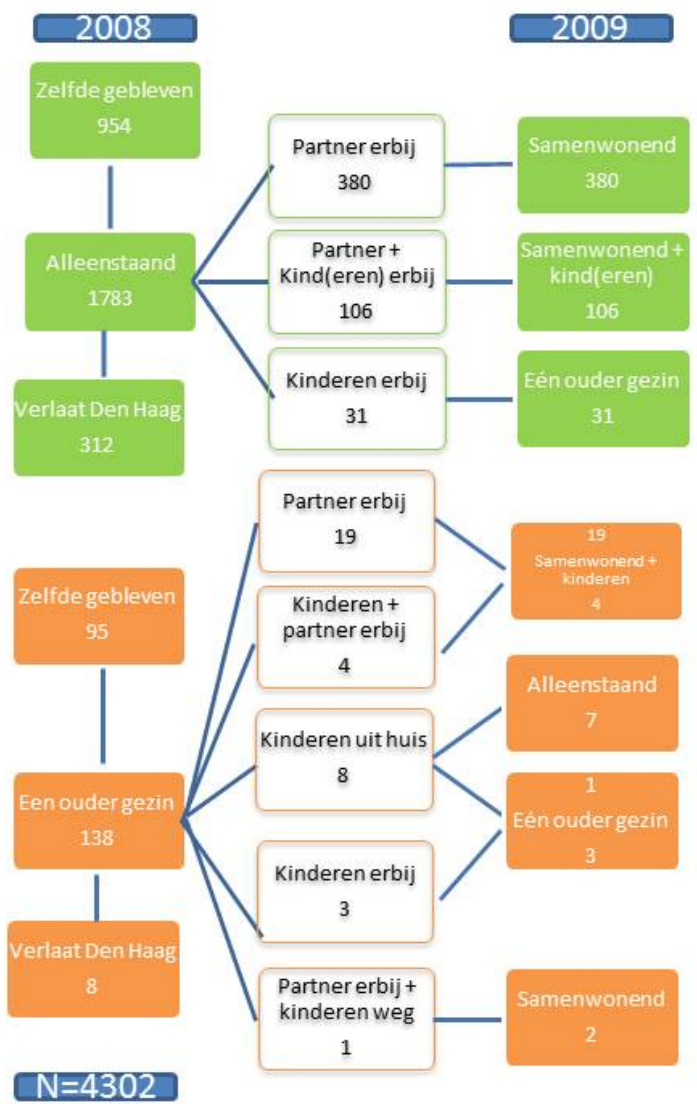 2008
2009
Zelfde gebleven
954
Alleenstaand
1783
Verlaat Den Haag
312
Partner erbij
380
Partner +
Kind(eren) erbij
106
Kinderen erbij
31
Samenwonend
380
Samenwonend +
kind(eren)
106
Eén ouder gezin
31
Zelfde gebleven
95
Een ouder gezin
138
Verlaat Den Haag
8
Partner erbij
19
Kinderen +
partner erbij
4
Kinderen uit huis
8
Kinderen erbij
3
Partner erbij +
kinderen weg
1
19
Samenwonend +
kinderen
4
Alleenstaand
7
1
Eén ouder gezin
3
Samenwonend
2
N=4302